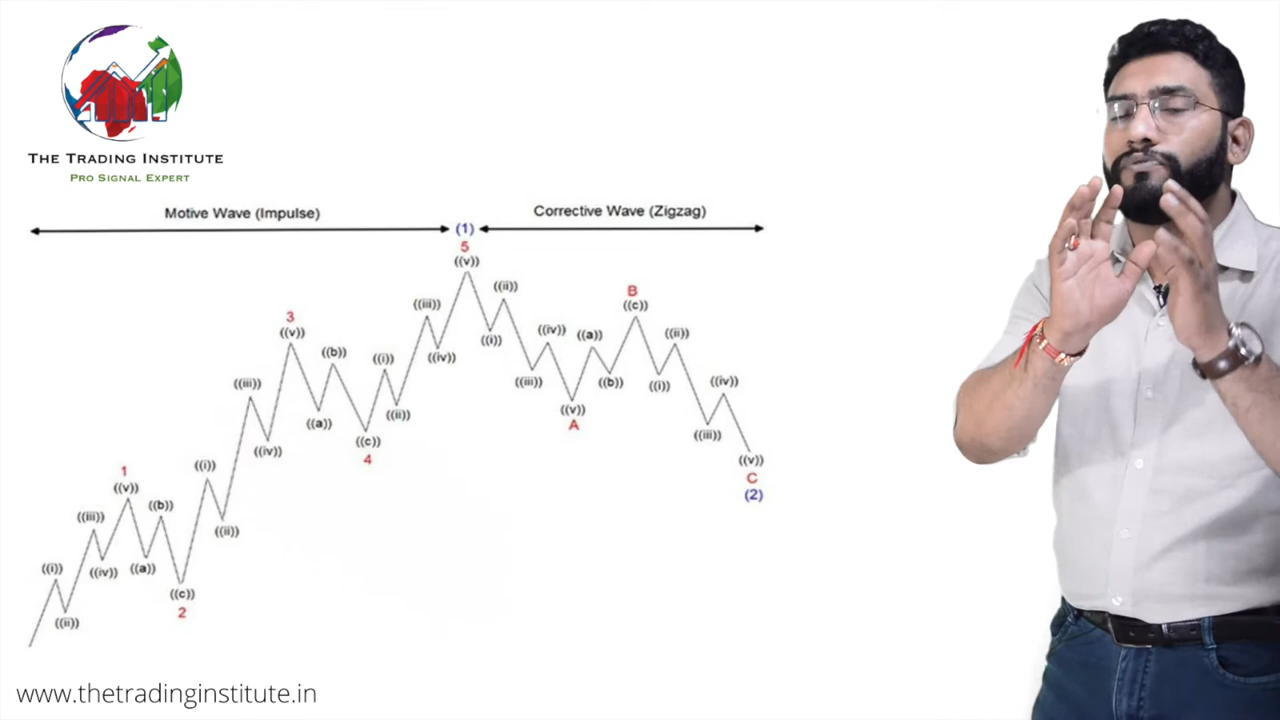 THE TRADING INSTITUTE
PRO SIGNAL EXPERT
Motive Wave (Impulse)
(1)
Corrective Wave (Zigzag)
5
((v))
((ii))
B
((c))
((iii))
3
((v))
((i))
((iv))
((a))
((ii))
((b))
((i))
((iv))
((iii))
((b))
((i))
((iv))
((iii))
((v))
A
((a))
((ii))
((iv))
((c))
4
((iii))
((v))
C
(2)
1
((v))
((i))
((b))
((iii))
((ii))
((i))
((iv))
((a))
((c))
2
((ii))
www.thetradinginstitute.in